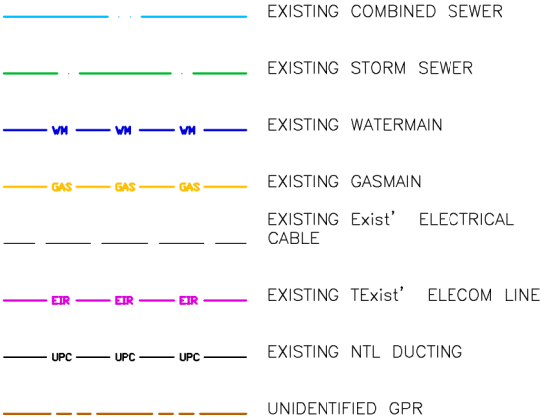 EXISTING COMBINED SEWER
EXISTING STORM SEWER
WM WM WM EXISTING WATERMAIN
GAS GAS GAS EXISTING GASMAIN
EXISTING Exist' ELECTRICAL
CABLE
EIR EIR EIR EXISTING TExist' ELECOM LINE
UPC UPC UPC EXISTING NTL DUCTING
UNIDENTIFIED GPR